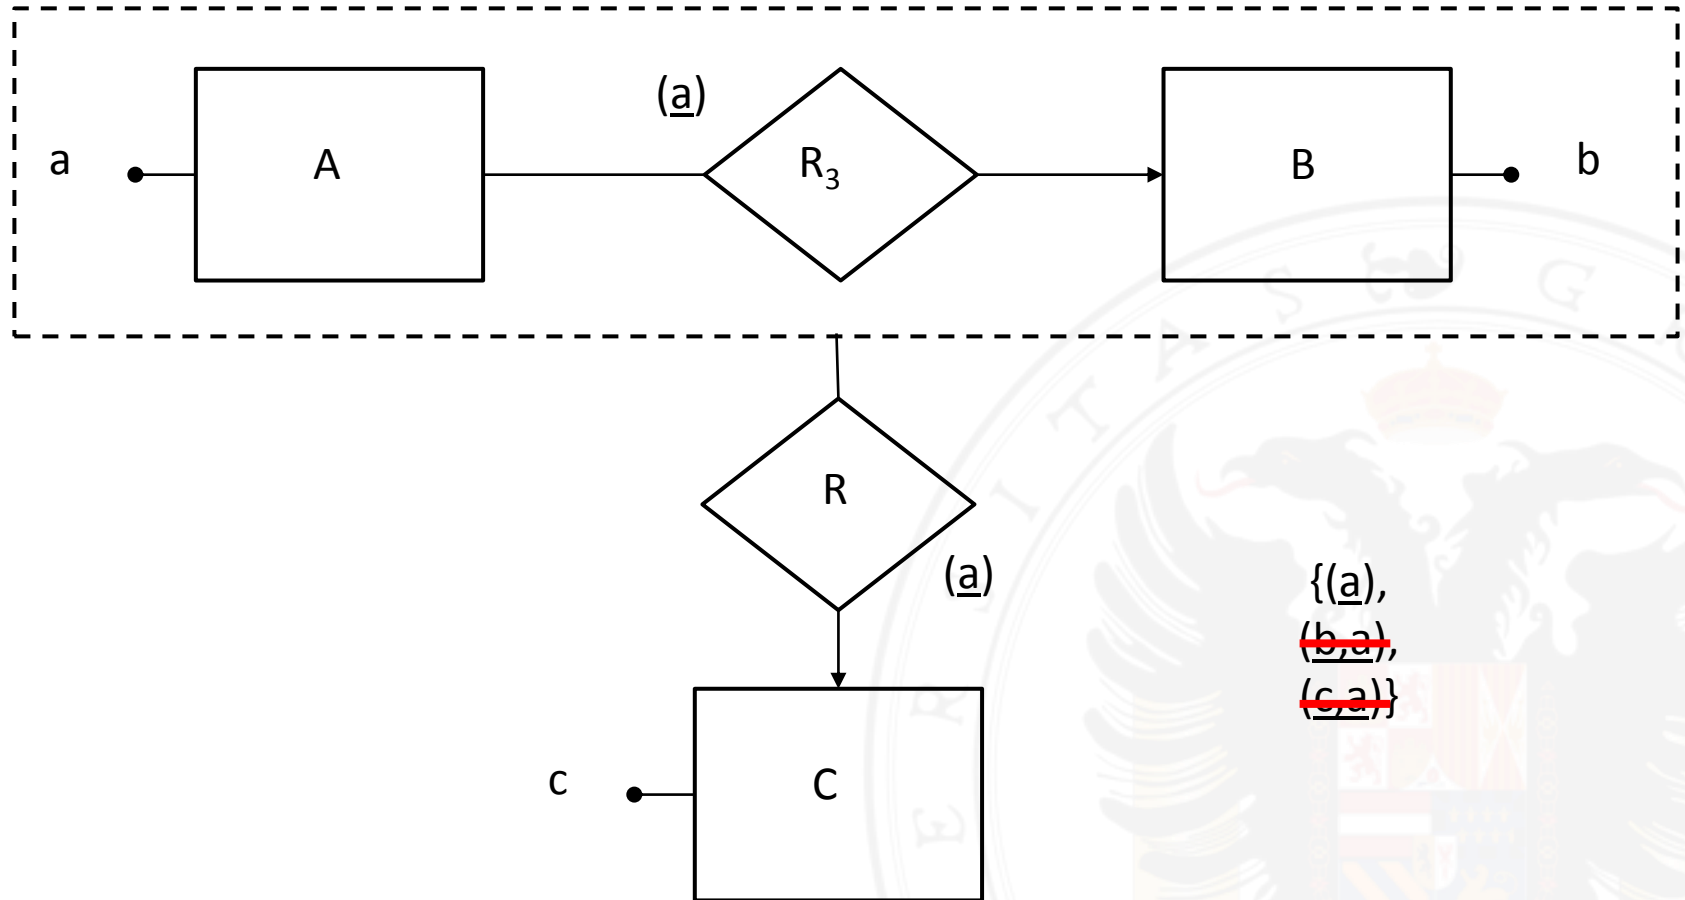 (a)
a
A
R3
B
b
R
(a)
{(a),
(b,a),
(c,a)}
c
C
E R I T A S G